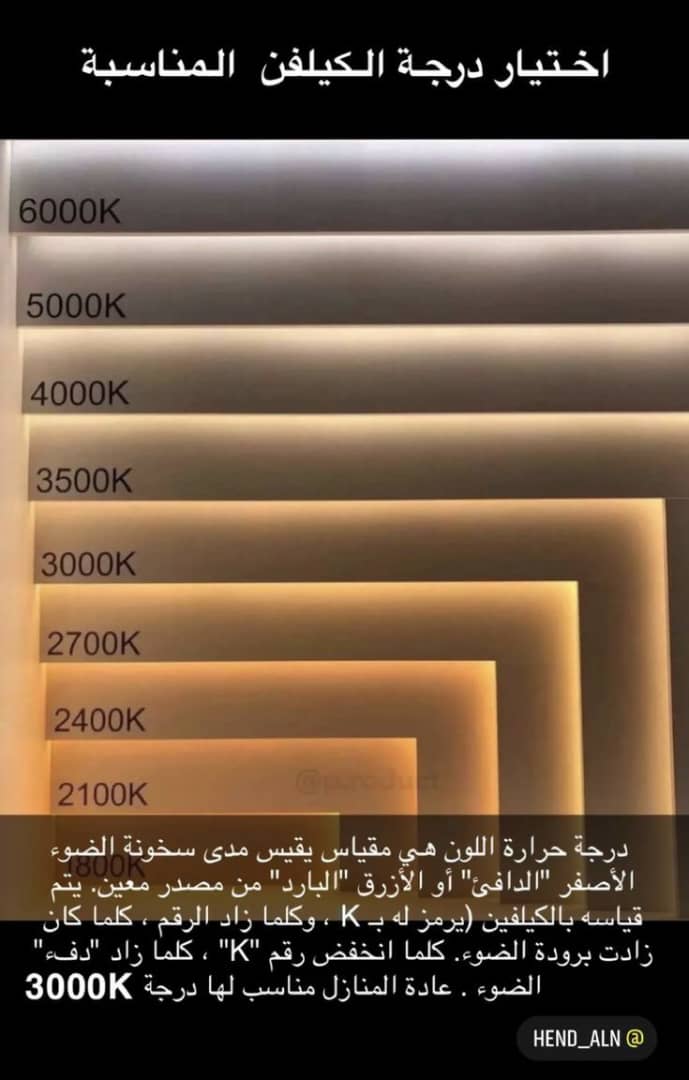 اختيار درجة الكيلفن المناسبة
6000K
5000K
4000K
3500K
3000K
2700K
2400K
2100K
1800K
@p.roduct
درجة حرارة اللون هي مقياس يقيس مدى سخونة الضوء
الأصفر "الدافئ" أو الأزرق "البارد" من مصدر معين. يتم
قياسه بالكيلفين (يرمز له بـ K ، وكلما زاد الرقم ، كلما كان
زادت برودة الضوء. كلما انخفض رقم "K" ، كلما زاد "دفء"
الضوء . عادة المنازل مناسب لها درجة 3000K
HEND_ALN @